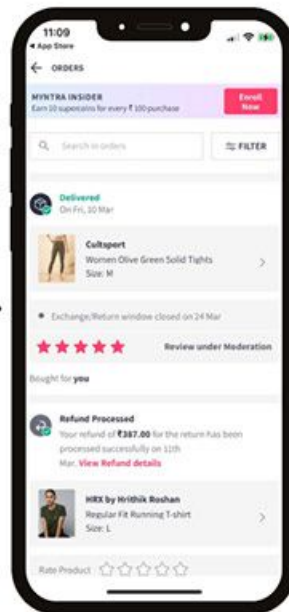 11:09
App Store
ORDERS
MYNTRA INSIDER
Earn 10 supercoins for every ₹ 100 purchase
Enroll
Now
Search in orders
FILTER
Delivered
On Fri, 10 Mar
Cultsport
Women Olive Green Solid Tights
Size: M
Exchange/Return window closed on 24 Mar
Review under Moderation
Bought for you
Refund Processed
Your refund of ₹387.00 for the return has been
processed successfully on 11th
Mar. View Refund details
HRX by Hrithik Roshan
Regular Fit Running T-shirt
Size: L
Rate Product